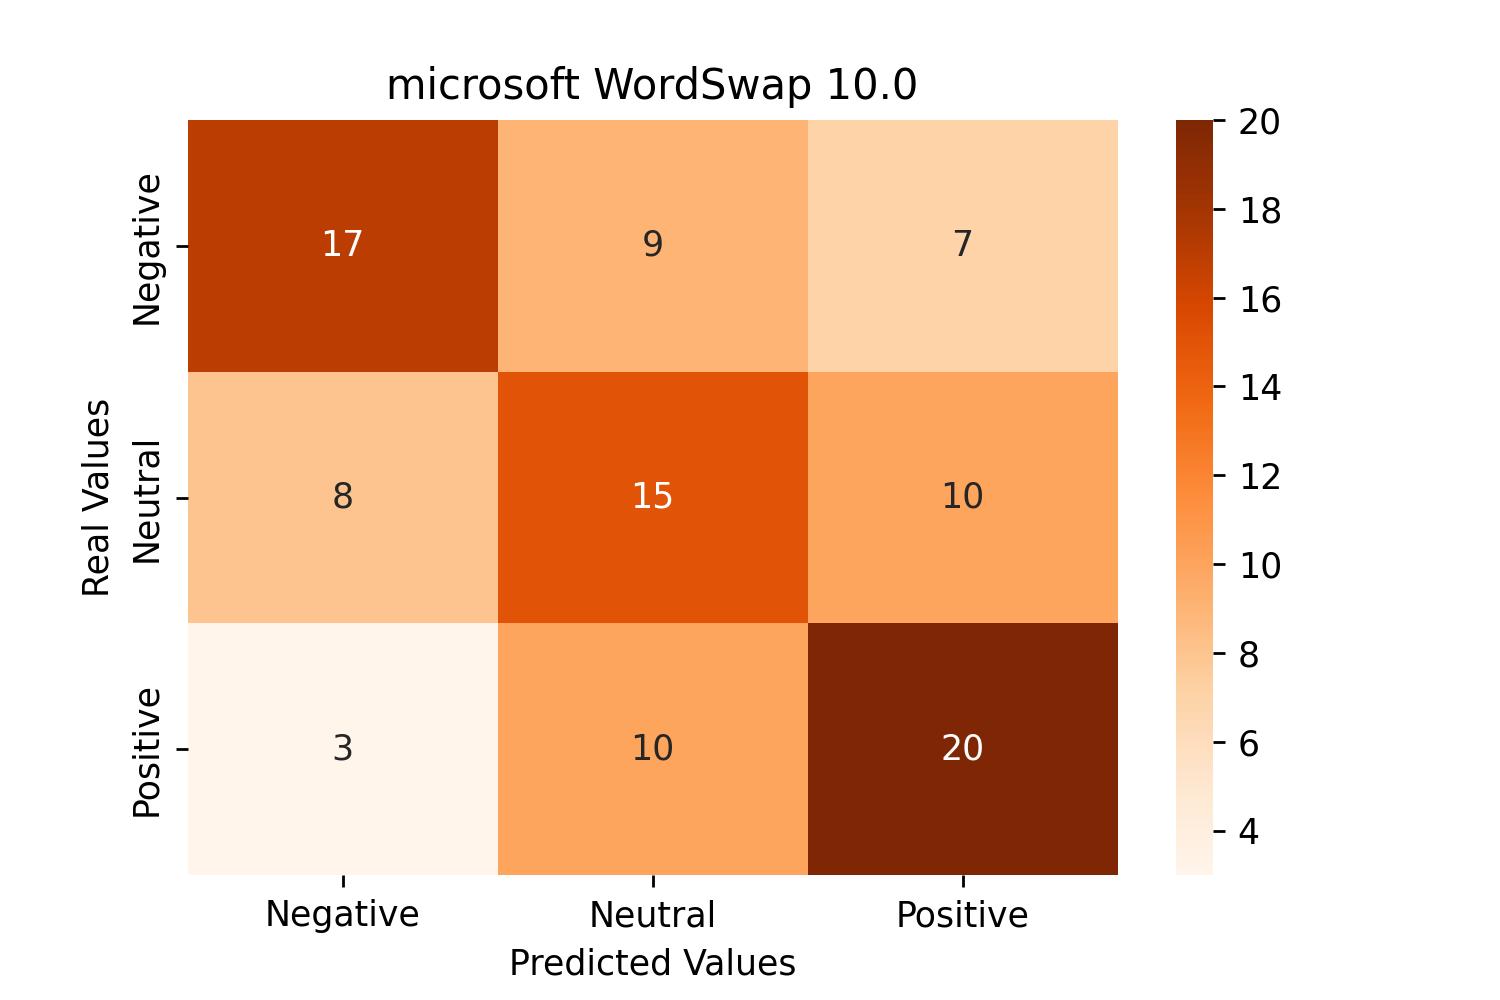 microsoft WordSwap 10.0
Real Values
Negative
17 9 7
Neutral
8 15 10
Positive
3 10 20
Negative Neutral Positive
Predicted Values
20
18
16
14
12
10
8
6
4